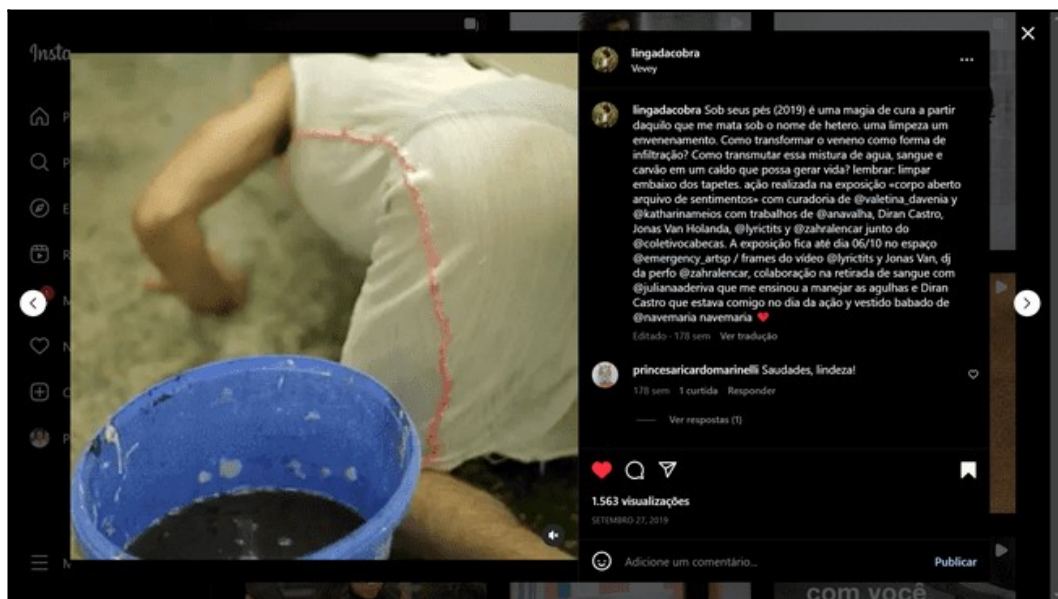 Insta
lingadacobra
Vevey
lingadacobra Sob seus pés (2019) é uma magia de cura a partir
daquilo que me mata sob o nome de hetero. uma limpeza um
envenenamento. Como transformar o veneno como forma de
infiltração? Como transmutar essa mistura de agua, sangue e
carvão em um caldo que possa gerar vida? lembrar: limpar
embaixo dos tapetes. ação realizada na exposição «corpo aberto
arquivo de sentimentos» com curadoria de @valetina_davenia y
@katharinameios com trabalhos de @anavalha, Diran Castro,
Jonas Van Holanda, @lyrictits y @zahralencar junto do
@coletivocabecas. A exposição fica até dia 06/10 no espaço
@emergency_artsp / frames do vídeo @lyrictits y Jonas Van, dj
da perfo @zahralencar, colaboração na retirada de sangue com
@julianaaderiva que me ensinou a manejar as agulhas e Diran
Castro que estava comigo no dia da ação y vestido babado de
@navemaria navemaria ❤️
Editado · 178 sem Ver tradução
princesaricardomarinelli Saudades, lindeza!
178 sem 1 curtida Responder
Ver respostas (1)
1.563 visualizações
SETEMBRO 27, 2019
Adicione um comentário... Publicar
com você